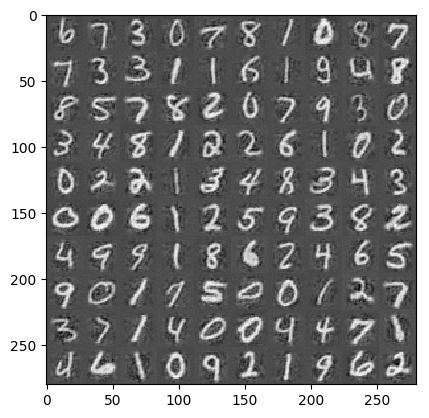 0
6 7 3 0 7 8 1 0 8 7
50
7 3 3 1 1 6 1 9 4 8
8 5 7 8 2 0 7 9 3 0
100
3 4 8 1 2 2 6 1 0 2
0 2 2 1 3 4 8 3 4 3
150
0 0 6 1 2 5 9 3 8 2
4 9 9 1 8 6 2 4 6 5
200
9 0 1 9 5 0 0 1 2 7
3 7 1 4 0 0 4 4 7 1
250
4 6 1 0 9 2 1 9 6 2
0 50 100 150 200 250